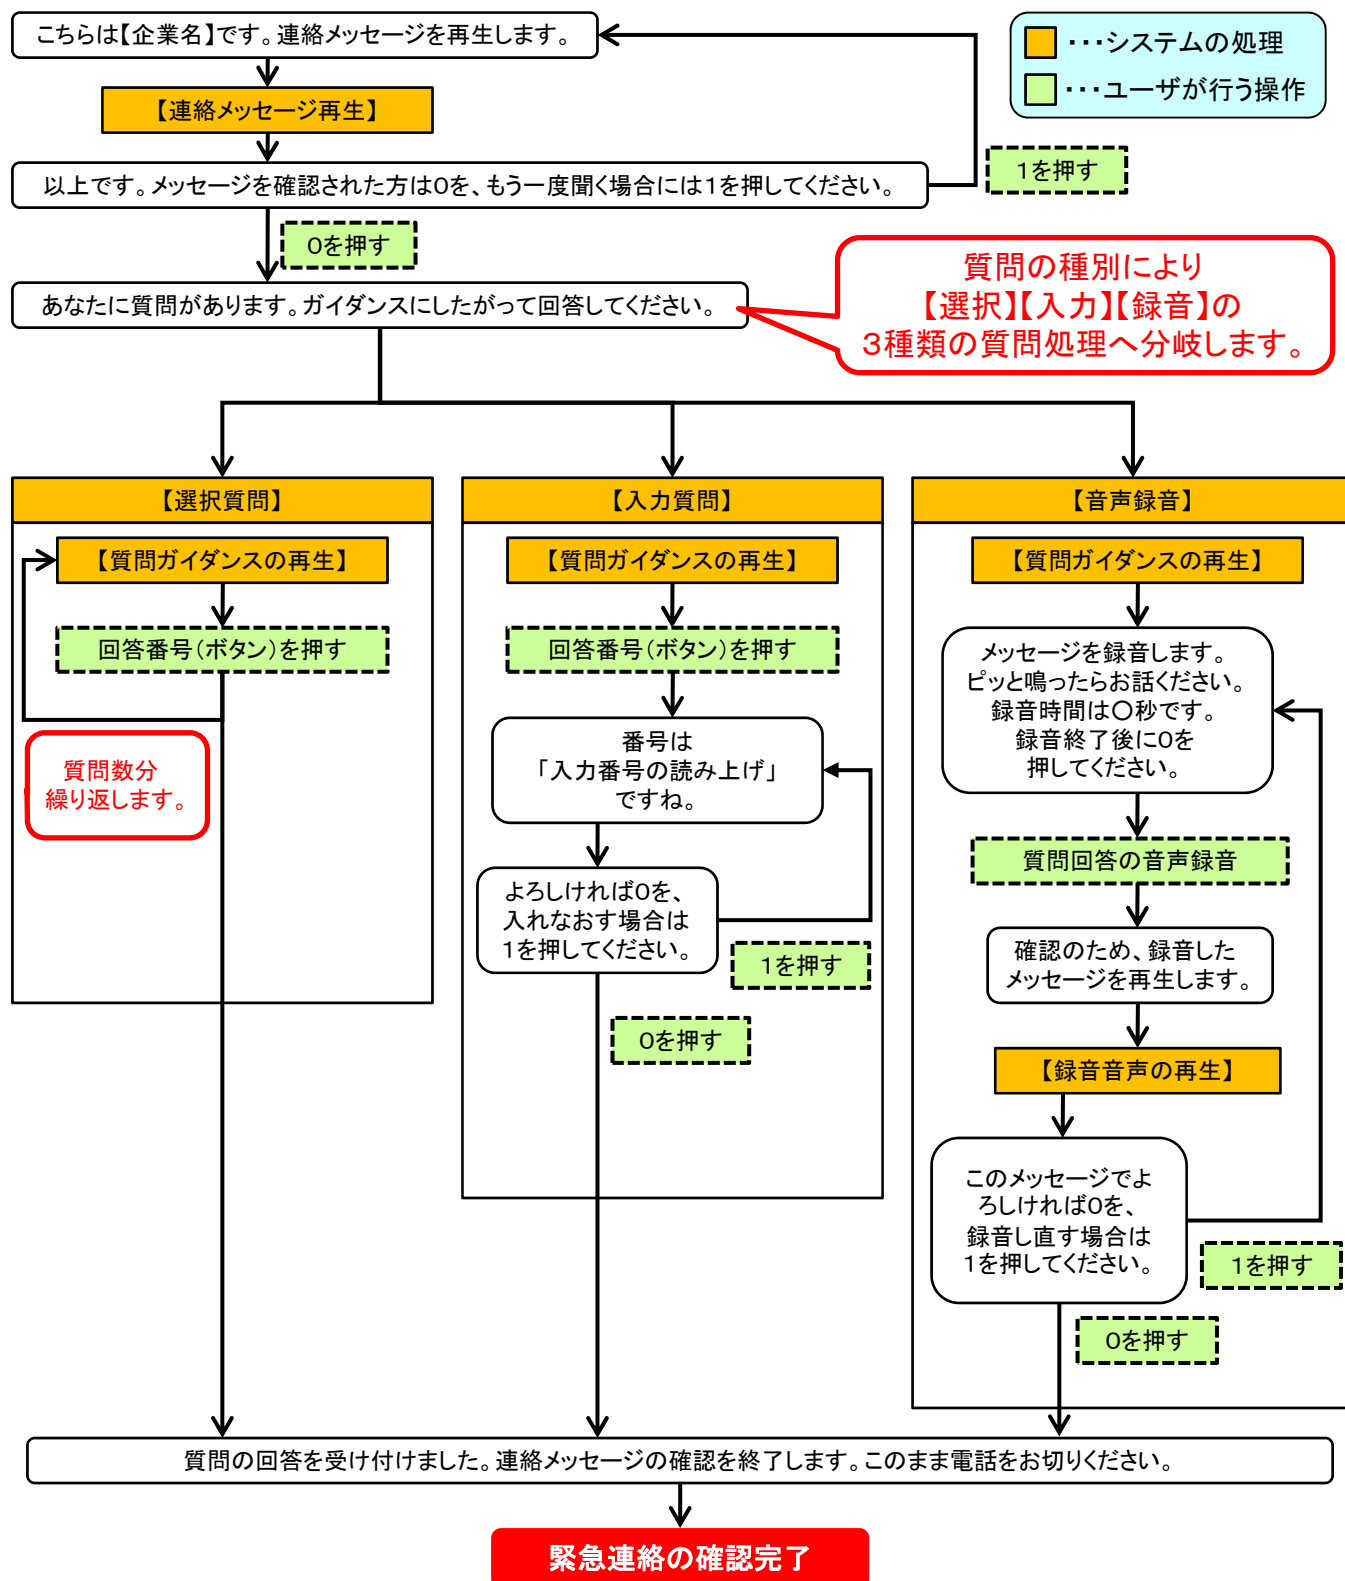 こちらは【企業名】です。連絡メッセージを再生します。
・・・システムの処理
・・・ユーザが行う操作
【連絡メッセージ再生】
以上です。メッセージを確認された方は0を、もう一度聞く場合には1を押してください。
1を押す
0を押す
あなたに質問があります。ガイダンスにしたがって回答してください。
質問の種別により
【選択】【入力】【録音】の
3種類の質問処理へ分岐します。
【選択質問】
【質問ガイダンスの再生】
回答番号（ボタン）を押す
質問数分
繰り返します。
【入力質問】
【質問ガイダンスの再生】
回答番号（ボタン）を押す
番号は
「入力番号の読み上げ」
ですね。
よろしければ0を、
入れなおす場合は
1を押してください。
1を押す
0を押す
【音声録音】
【質問ガイダンスの再生】
メッセージを録音します。
ピッと鳴ったらお話ください。
録音時間は〇秒です。
録音終了後に0を
押してください。
質問回答の音声録音
確認のため、録音した
メッセージを再生します。
【録音音声の再生】
このメッセージでよ
ろしければ0を、
録音し直す場合は
1を押してください。
1を押す
0を押す
質問の回答を受け付けました。連絡メッセージの確認を終了します。このまま電話をお切りください。
緊急連絡の確認完了